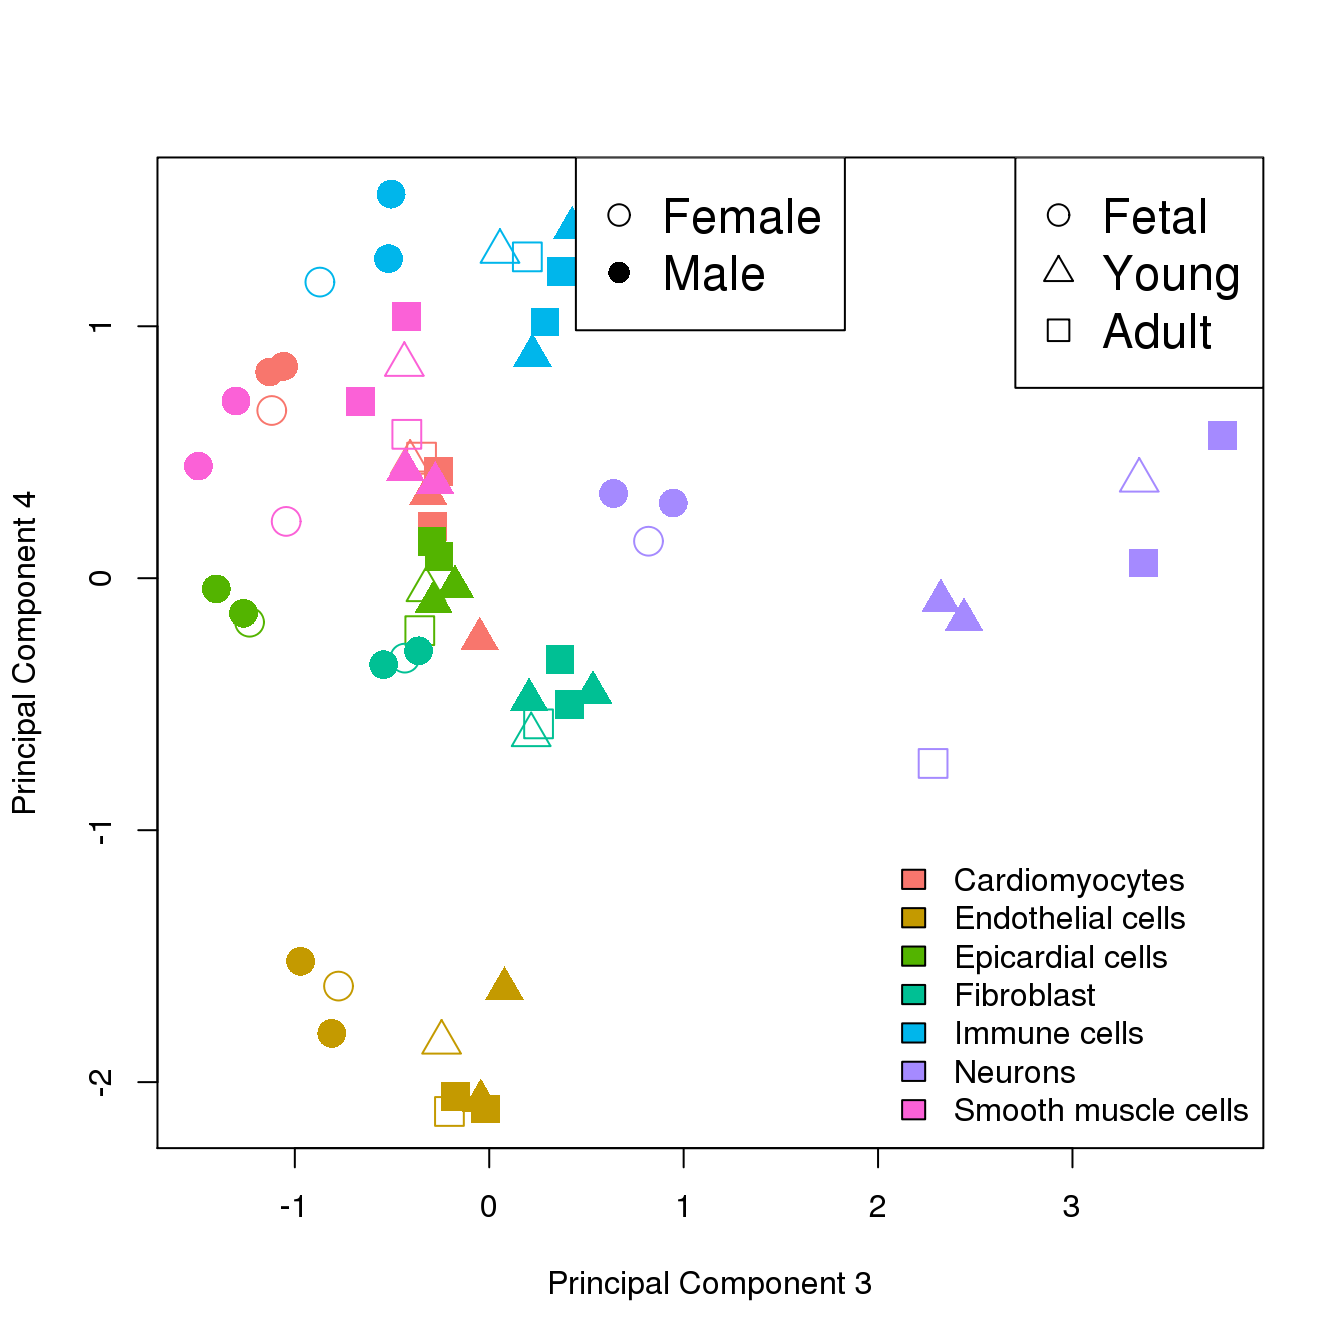 Female
Male
Fetal
Young
Adult
Principal Component 4
1
0
-1
-2
Cardiomyocytes
Endothelial cells
Epicardial cells
Fibroblast
Immune cells
Neurons
Smooth muscle cells
-1
0
1
2
3
Principal Component 3